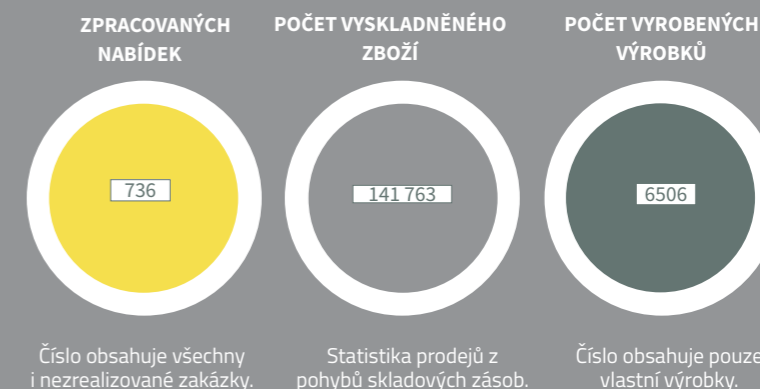 ZPRACOVANÝCH
NABÍDEK
736
Číslo obsahuje všechny
i nezrealizované zakázky.
POČET VYSKLADNĚNÉHO
ZBOŽÍ
141 763
Statistika prodejů z
pohybů skladových zásob.
POČET VYROBENÝCH
VÝROBKŮ
6506
Číslo obsahuje pouze
vlastní výrobky.